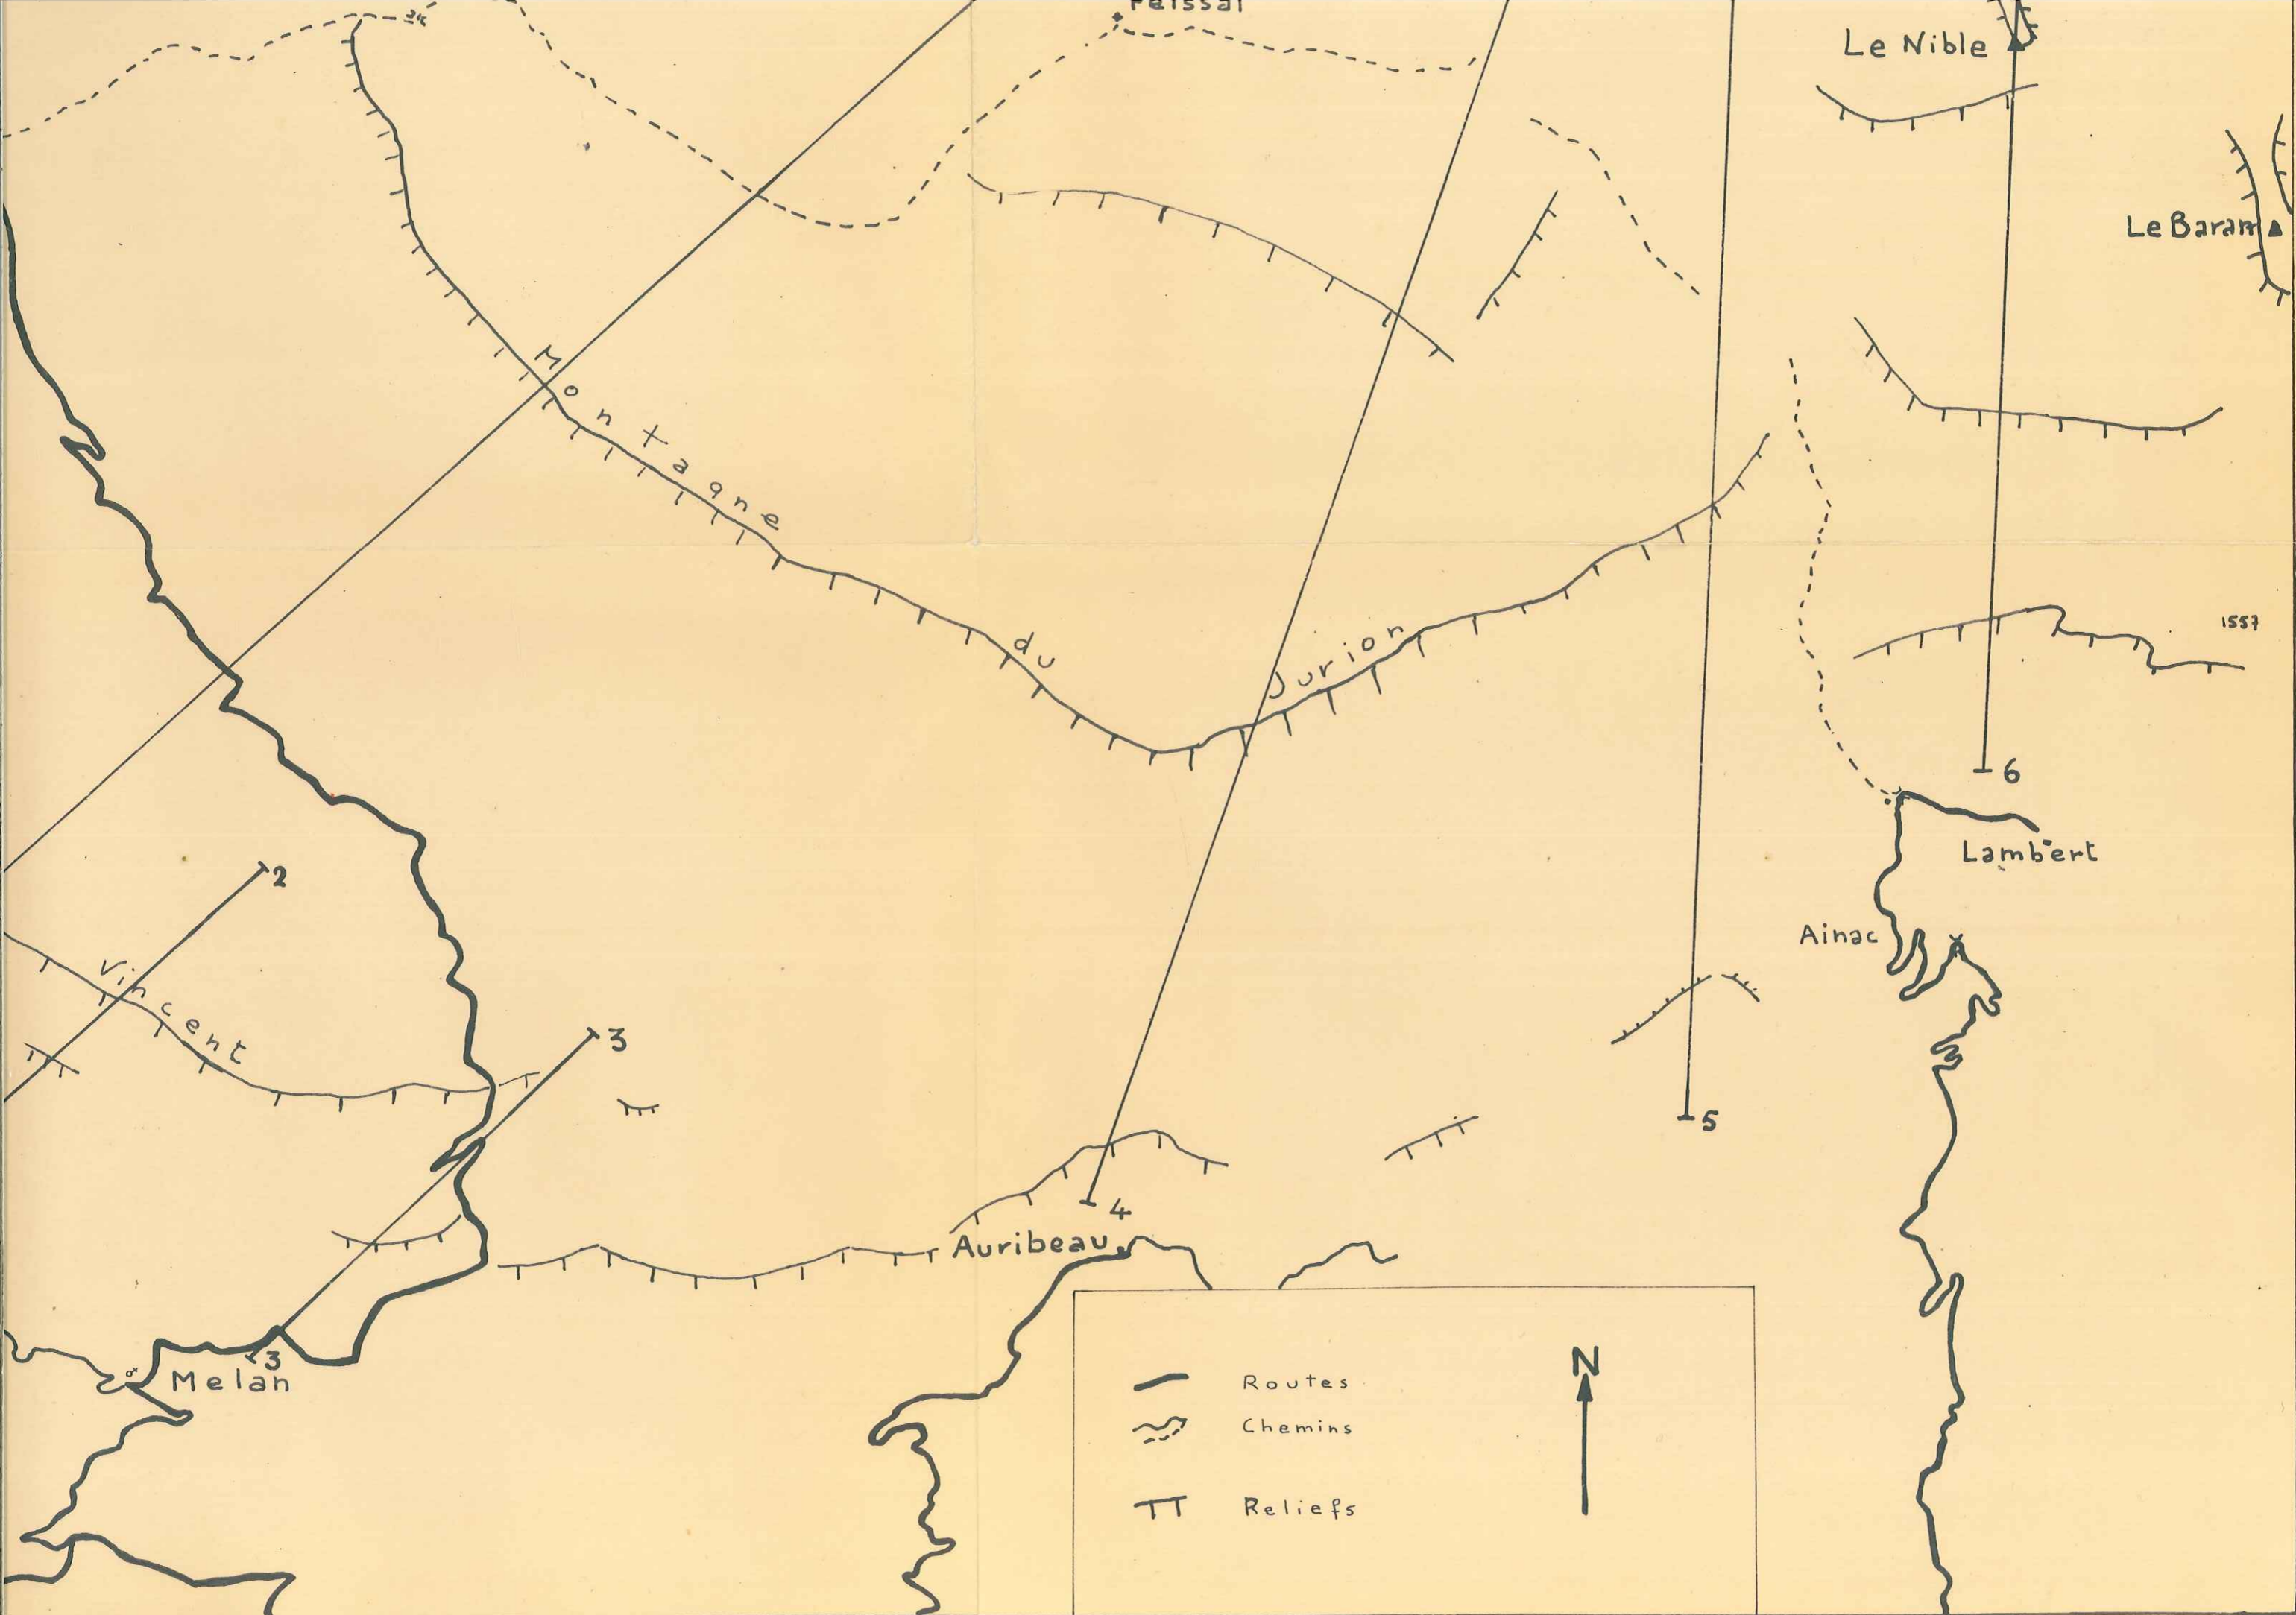 Feissal
Le Nible
Le Baran
Montagne du Jurion
1557
6
Lambert
2
Ainac
Vincent
3
5
4
Auribeau
3
Melan
N
Routes
Chemins
Reliefs